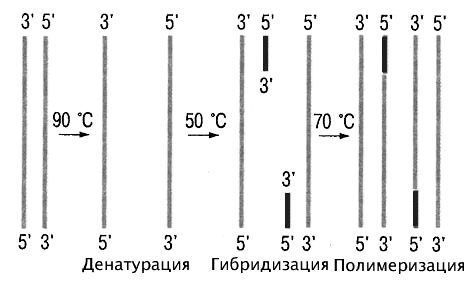 3' 5' 3' 5' 3' 5' 5' 3' 5' 3' 5'
3'
90 °C 50 °C 70 °C
3'
5' 3' 5' 3' 5' 5' 3' 5' 3' 5' 3'
Денатурация Гибридизация Полимеризация